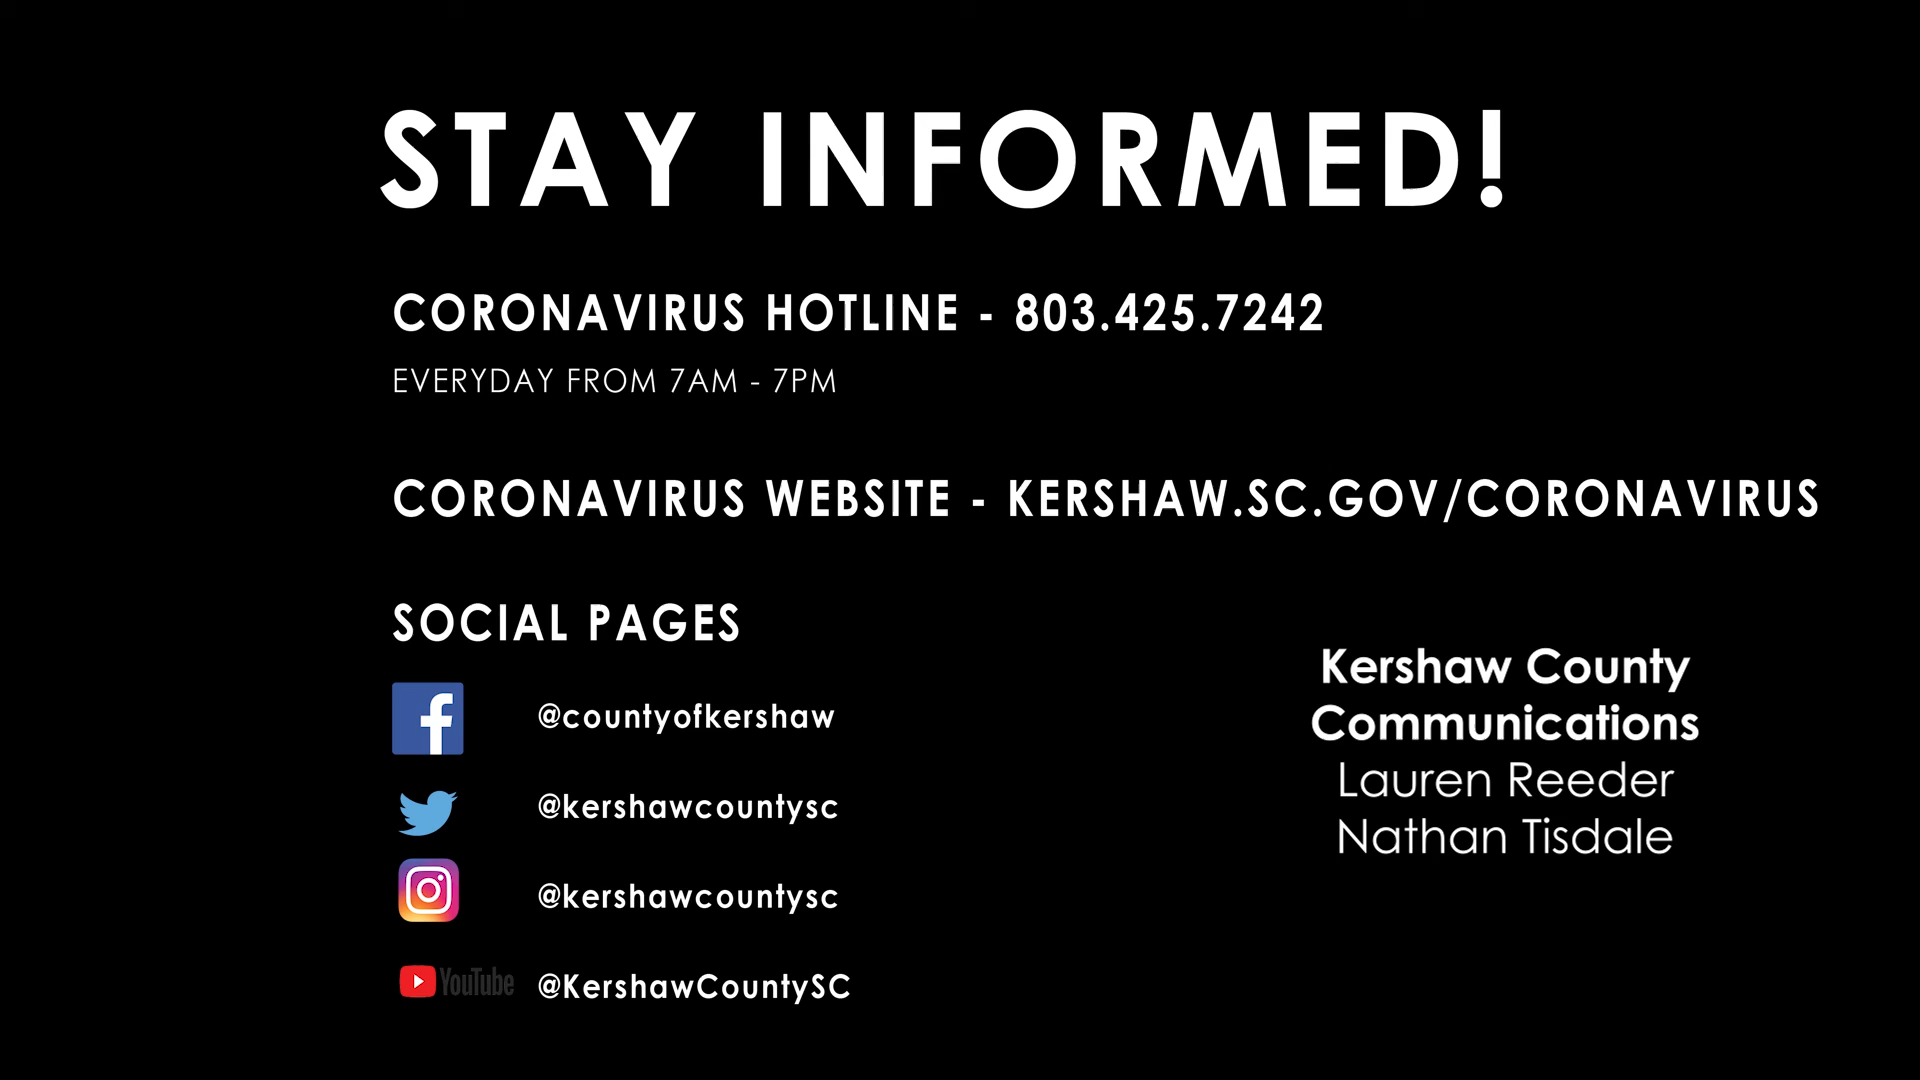 STAY INFORMED!
CORONAVIRUS HOTLINE - 803.425.7242
EVERYDAY FROM 7AM - 7PM
CORONAVIRUS WEBSITE - KERSHAW.SC.GOV/CORONAVIRUS
SOCIAL PAGES
@countyofkershaw
@kershawcountysc
@kershawcountysc
YouTube @KershawCountySC
Kershaw County
Communications
Lauren Reeder
Nathan Tisdale